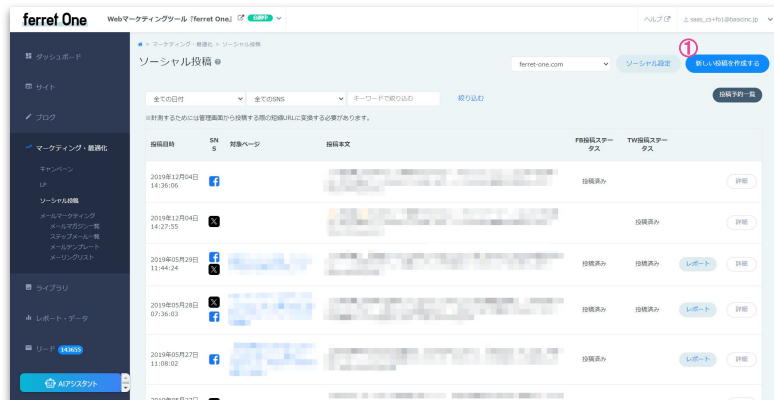 ferret One
Webマーケティングツール『ferret One』
ヘルプ
saas_cs+fo1@basicinc.jp
ダッシュボード
サイト
ブログ
マーケティング・最適化
キャンペーン
LP
ソーシャル投稿
メールマーケティング
メールマガジン一覧
ステップメール一覧
メールテンプレート
メーリングリスト
ライブラリ
レポート・データ
リード 143655
AIアシスタント
> マーケティング・最適化 > ソーシャル投稿
①
ソーシャル投稿
ferret-one.com
ソーシャル設定
新しい投稿を作成する
全ての日付
全てのSNS
キーワードで絞り込む
絞り込む
投稿予約一覧
※計測するためには管理画面から投稿する際の短縮URLに変換する必要があります。
投稿日時 SNS 対象ページ 投稿本文 FB投稿ステータス TW投稿ステータス
2019年12月04日 14:36:06 投稿済み 詳細
2019年12月04日 14:27:55 投稿済み 詳細
2019年05月29日 11:44:24 投稿済み 投稿済み レポート 詳細
2019年05月28日 07:36:03 投稿済み 投稿済み レポート 詳細
2019年05月27日 11:08:02 投稿済み レポート 詳細
2019年05月27日